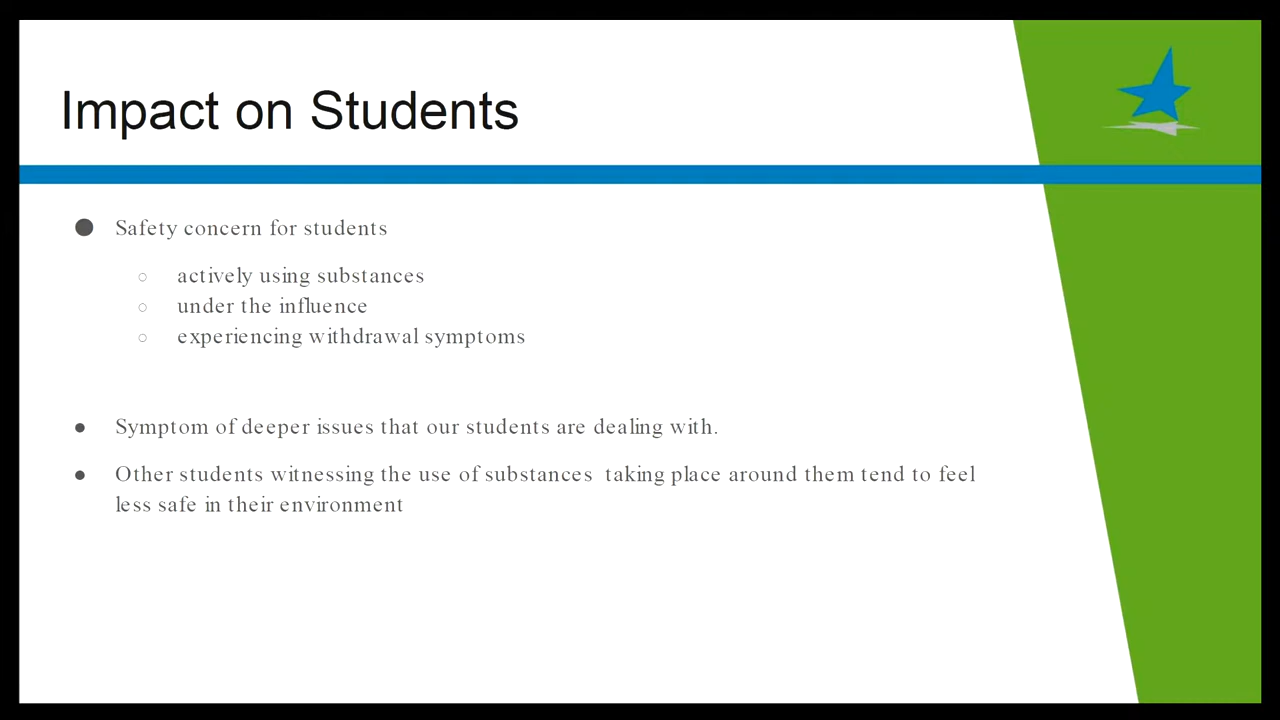 Impact on Students
● Safety concern for students
○ actively using substances
○ under the influence
○ experiencing withdrawal symptoms
● Symptom of deeper issues that our students are dealing with.
● Other students witnessing the use of substances  taking place around them tend to feel
less safe in their environment